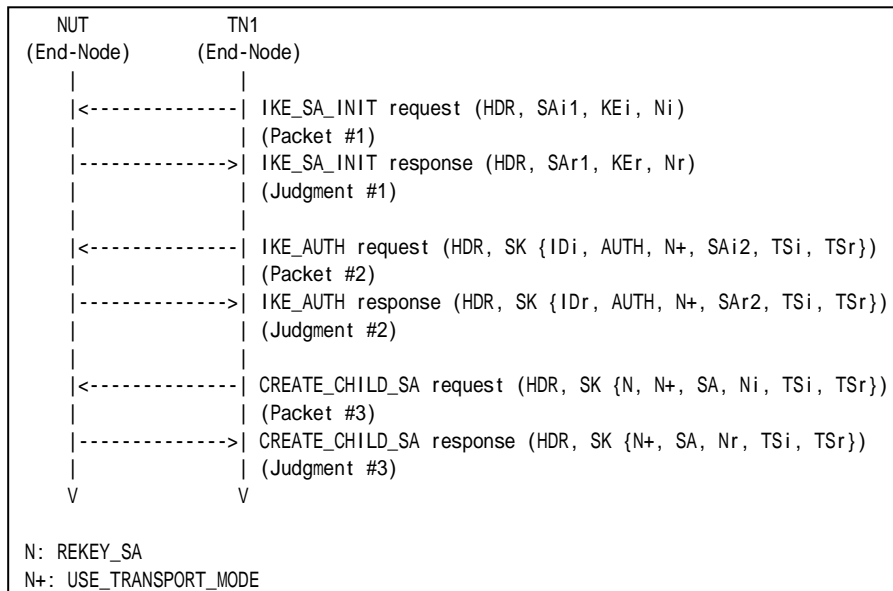 NUT TN1
(End-Node) (End-Node)
| |
|<--------------| IKE_SA_INIT request (HDR, SAi1, KEi, Ni)
| | (Packet #1)
|-------------->| IKE_SA_INIT response (HDR, SAr1, KEr, Nr)
| | (Judgment #1)
| |
|<--------------| IKE_AUTH request (HDR, SK {IDi, AUTH, N+, SAi2, TSi, TSr})
| | (Packet #2)
|-------------->| IKE_AUTH response (HDR, SK {IDr, AUTH, N+, SAr2, TSi, TSr})
| | (Judgment #2)
| |
|<--------------| CREATE_CHILD_SA request (HDR, SK {N, N+, SA, Ni, TSi, TSr})
| | (Packet #3)
|-------------->| CREATE_CHILD_SA response (HDR, SK {N+, SA, Nr, TSi, TSr})
| | (Judgment #3)
V V
N: REKEY_SA
N+: USE_TRANSPORT_MODE